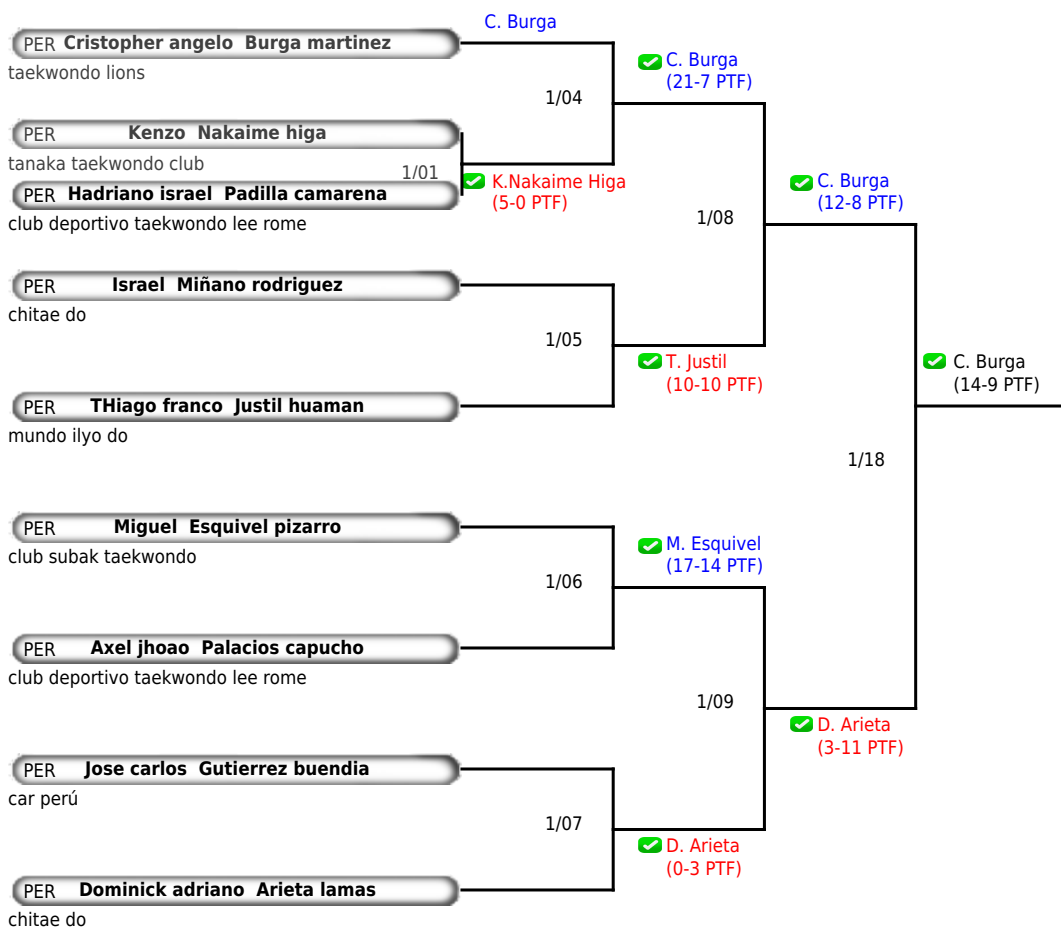 C. Burga
PER Cristopher angelo Burga martinez
taekwondo lions
C. Burga
(21-7 PTF)
1/04
PER Kenzo Nakaime higa
tanaka taekwondo club
1/01
K.Nakaime Higa
(5-0 PTF)
PER Hadriano israel Padilla camarena
club deportivo taekwondo lee rome
C. Burga
(12-8 PTF)
1/08
PER Israel Miñano rodriguez
chitae do
1/05
T. Justil
(10-10 PTF)
C. Burga
(14-9 PTF)
PER THiago franco Justil huaman
mundo ilyo do
1/18
PER Miguel Esquivel pizarro
club subak taekwondo
M. Esquivel
(17-14 PTF)
1/06
PER Axel jhoao Palacios capucho
club deportivo taekwondo lee rome
1/09
D. Arieta
(3-11 PTF)
PER Jose carlos Gutierrez buendia
car perú
1/07
D. Arieta
(0-3 PTF)
PER Dominick adriano Arieta lamas
chitae do